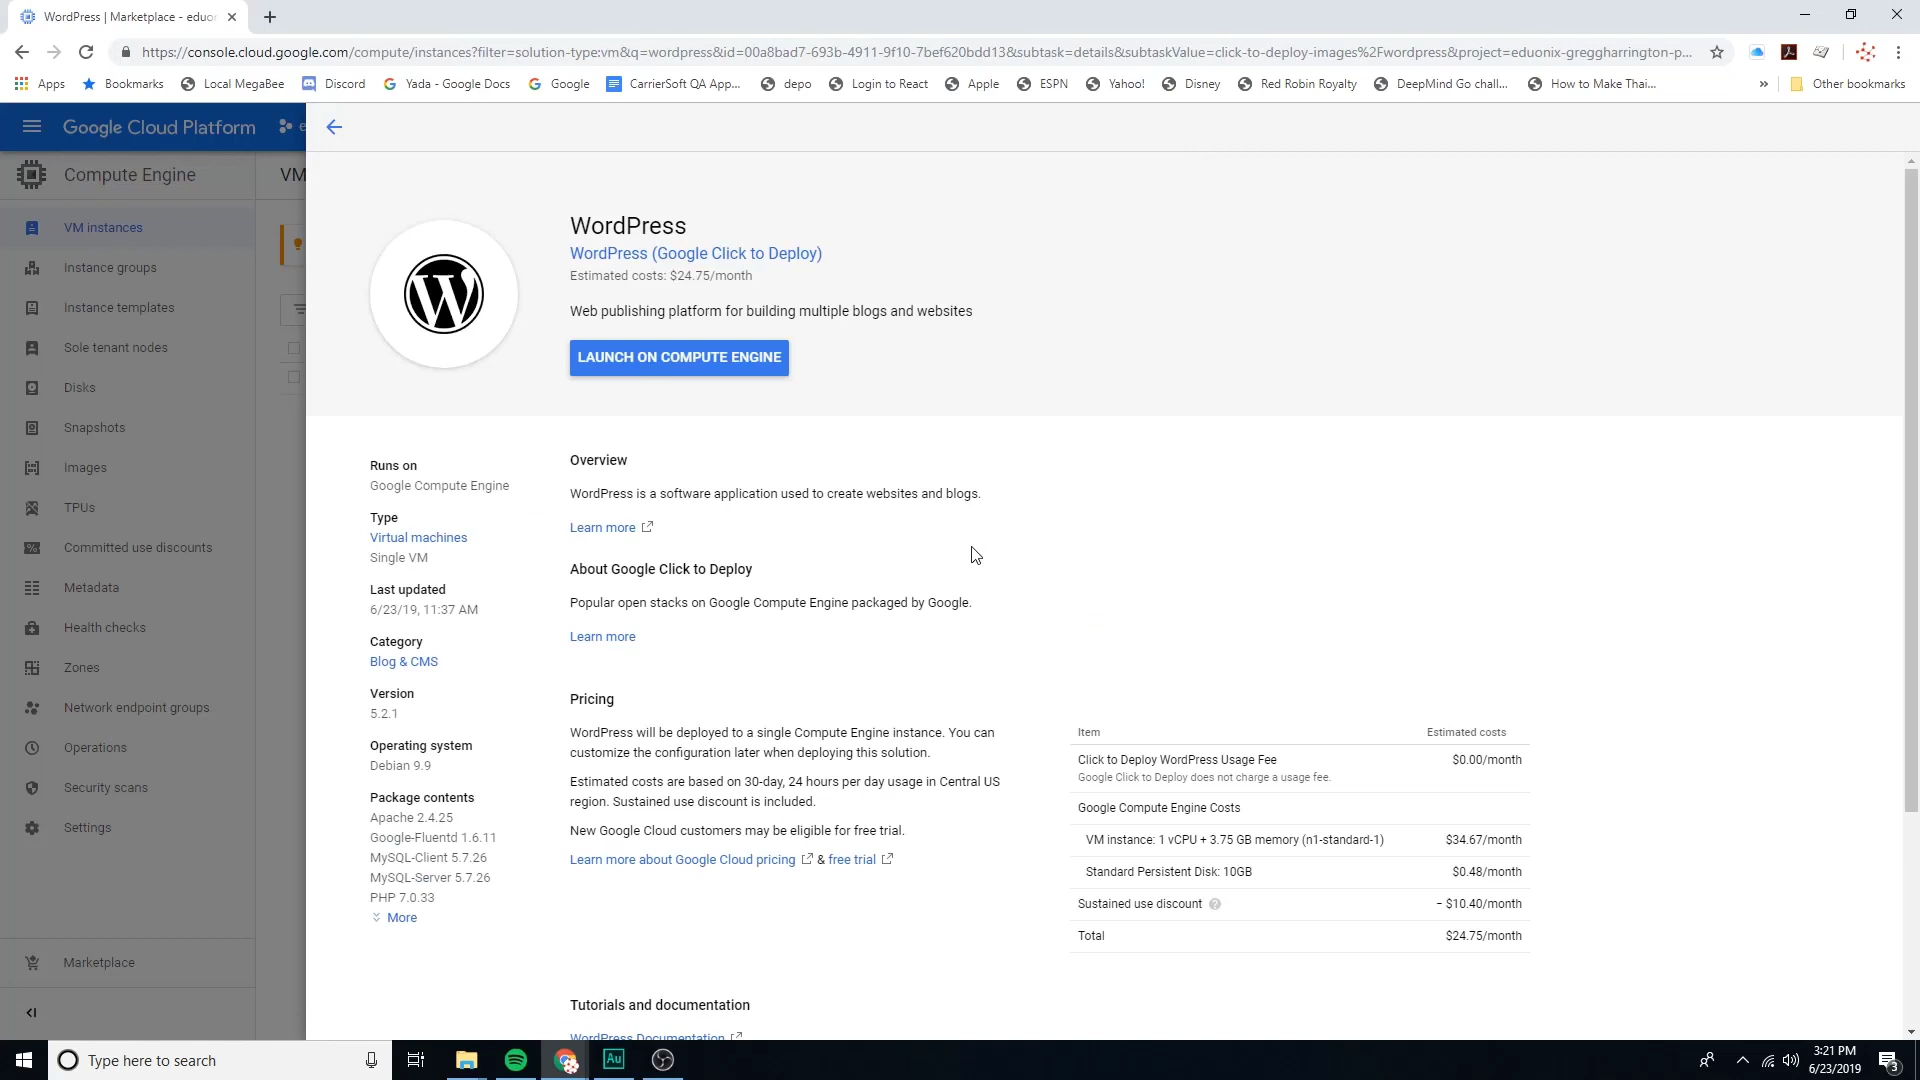 WordPress | Marketplace - eduon
https://console.cloud.google.com/compute/instances?filter=solution-type:vm&q=wordpress&id=00a8bad7-693b-4911-9f10-7bef620bdd13&subtask=details&subtaskValue=click-to-deploy-images%2Fwordpress&project=eduonix-greggharrington-p...
Apps Bookmarks Local MegaBee Discord Yada - Google Docs Google CarrierSoft QA App... depo Login to React Apple ESPN Yahoo! Disney Red Robin Royalty DeepMind Go chall... How to Make Thai... » Other bookmarks
Google Cloud Platform e
Compute Engine
VM
VM instances
Instance groups
Instance templates
Sole tenant nodes
Disks
Snapshots
Images
TPUs
Committed use discounts
Metadata
Health checks
Zones
Network endpoint groups
Operations
Security scans
Settings
Marketplace
WordPress
WordPress (Google Click to Deploy)
Estimated costs: $24.75/month
Web publishing platform for building multiple blogs and websites
LAUNCH ON COMPUTE ENGINE
Runs on
Google Compute Engine
Type
Virtual machines
Single VM
Last updated
6/23/19, 11:37 AM
Category
Blog & CMS
Version
5.2.1
Operating system
Debian 9.9
Package contents
Apache 2.4.25
Google-Fluentd 1.6.11
MySQL-Client 5.7.26
MySQL-Server 5.7.26
PHP 7.0.33
More
Overview
WordPress is a software application used to create websites and blogs.
Learn more
About Google Click to Deploy
Popular open stacks on Google Compute Engine packaged by Google.
Learn more
Pricing
WordPress will be deployed to a single Compute Engine instance. You can
customize the configuration later when deploying this solution.
Estimated costs are based on 30-day, 24 hours per day usage in Central US
region. Sustained use discount is included.
New Google Cloud customers may be eligible for free trial.
Learn more about Google Cloud pricing & free trial
Item Estimated costs
Click to Deploy WordPress Usage Fee $0.00/month
Google Click to Deploy does not charge a usage fee.
Google Compute Engine Costs
VM instance: 1 vCPU + 3.75 GB memory (n1-standard-1) $34.67/month
Standard Persistent Disk: 10GB $0.48/month
Sustained use discount - $10.40/month
Total $24.75/month
Tutorials and documentation
WordPress Documentation
Type here to search
Au
3:21 PM
6/23/2019
3